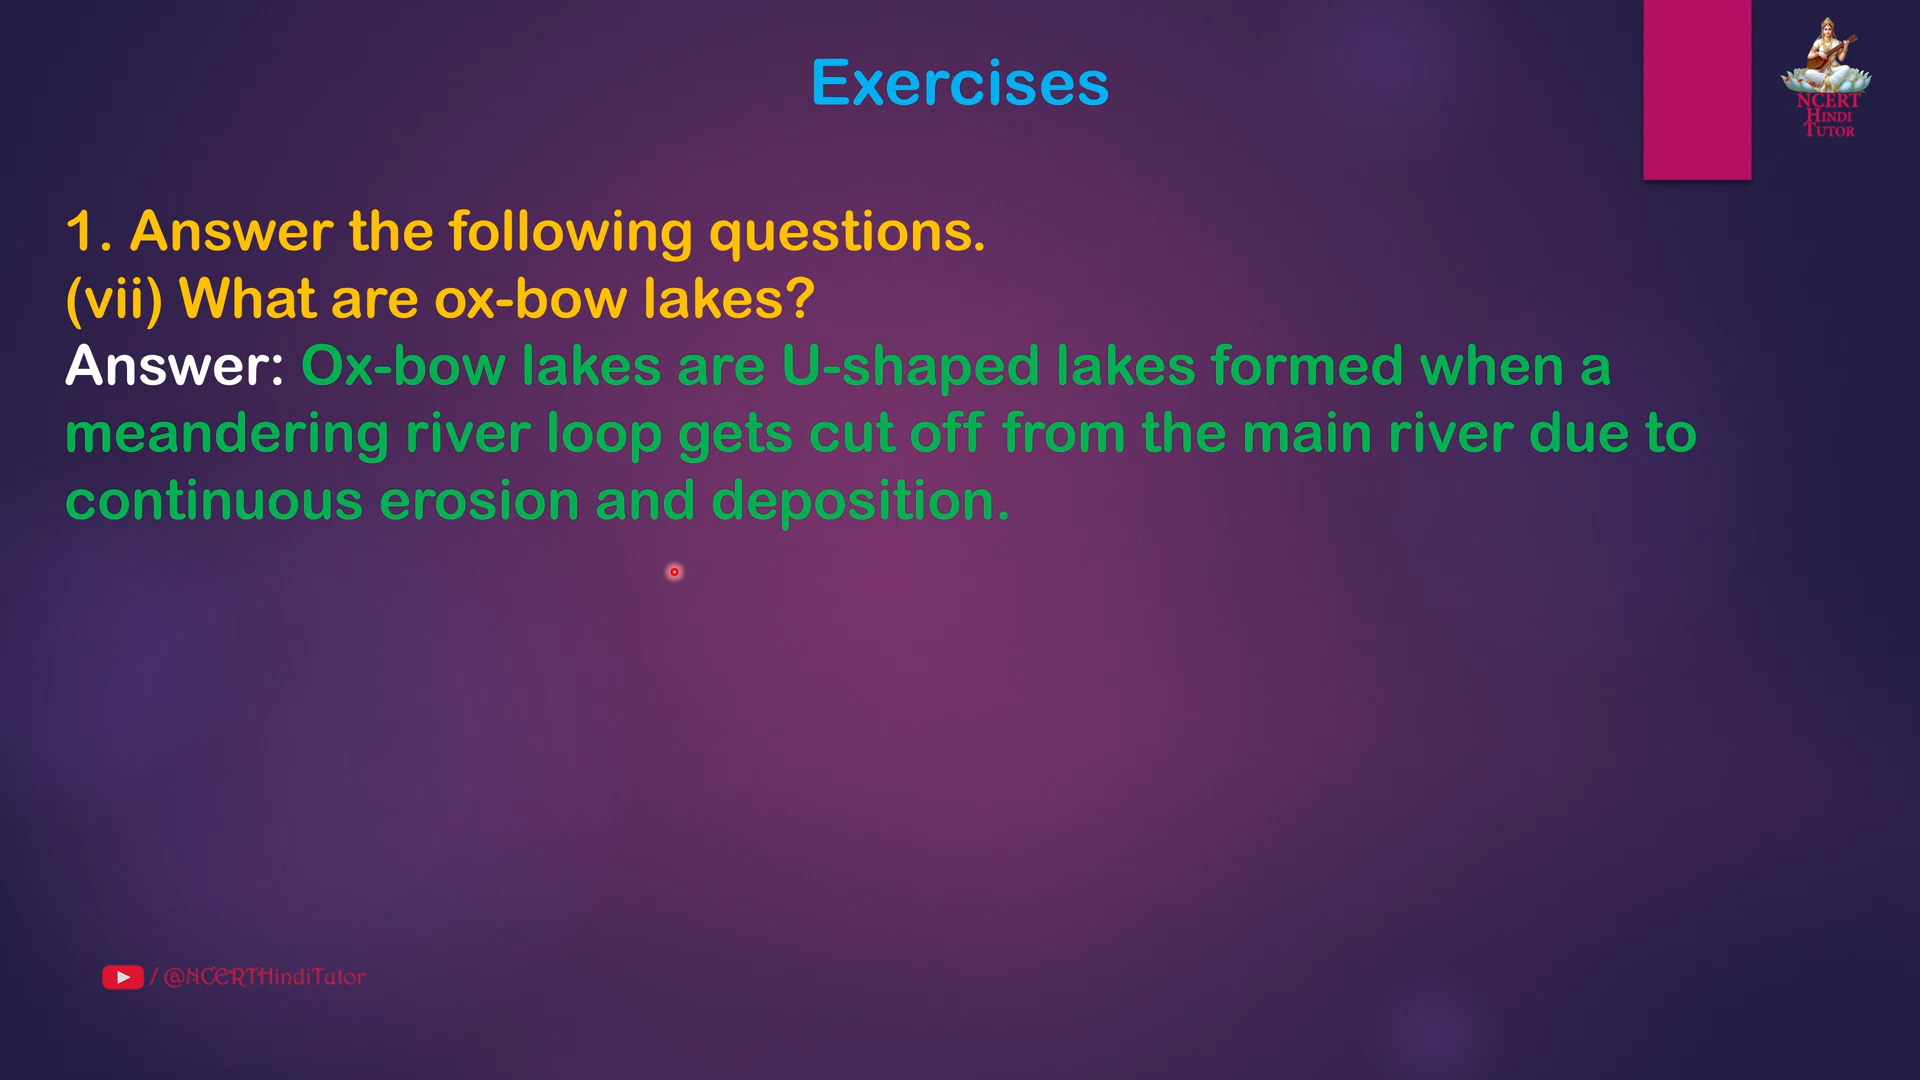 Exercises
NCERT
HINDI
TUTOR
1. Answer the following questions.
(vii) What are ox-bow lakes?
Answer: Ox-bow lakes are U-shaped lakes formed when a
meandering river loop gets cut off from the main river due to
continuous erosion and deposition.
/ @NCERTHindiTutor